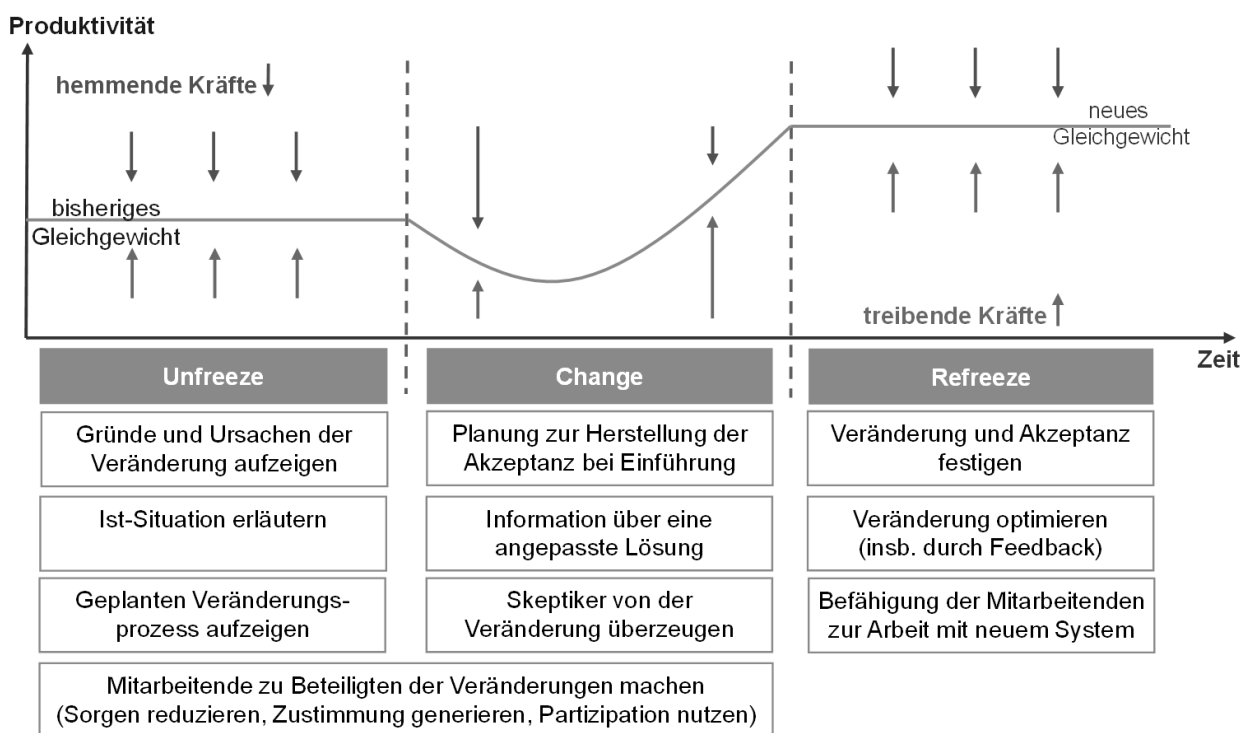 Produktivität
hemmende Kräfte
bisheriges
Gleichgewicht
neues
Gleichgewicht
treibende Kräfte
Zeit
Unfreeze
Change
Refreeze
Gründe und Ursachen der
Veränderung aufzeigen
Planung zur Herstellung der
Akzeptanz bei Einführung
Veränderung und Akzeptanz
festigen
Ist-Situation erläutern
Information über eine
angepasste Lösung
Veränderung optimieren
(insb. durch Feedback)
Geplanten Veränderungs-
prozess aufzeigen
Skeptiker von der
Veränderung überzeugen
Befähigung der Mitarbeitenden
zur Arbeit mit neuem System
Mitarbeitende zu Beteiligten der Veränderungen machen
(Sorgen reduzieren, Zustimmung generieren, Partizipation nutzen)